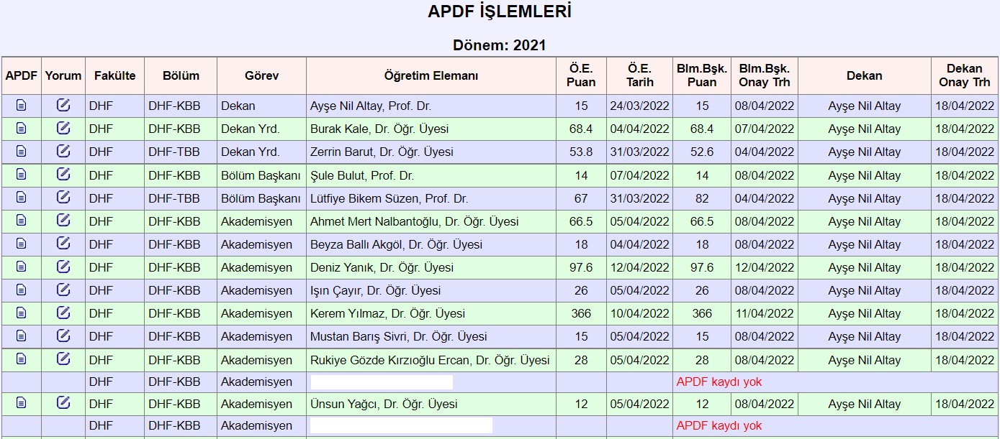 APDF İŞLEMLERİ
Dönem: 2021
APDF Yorum Fakülte Bölüm Görev Öğretim Elemanı Ö.E. Puan Ö.E. Tarih Blm.Bşk. Puan Blm.Bşk. Onay Trh Dekan Dekan Onay Trh
DHF DHF-KBB Dekan Ayşe Nil Altay, Prof. Dr. 15 24/03/2022 15 08/04/2022 Ayşe Nil Altay 18/04/2022
DHF DHF-KBB Dekan Yrd. Burak Kale, Dr. Öğr. Üyesi 68.4 04/04/2022 68.4 07/04/2022 Ayşe Nil Altay 18/04/2022
DHF DHF-TBB Dekan Yrd. Zerrin Barut, Dr. Öğr. Üyesi 53.8 31/03/2022 52.6 04/04/2022 Ayşe Nil Altay 18/04/2022
DHF DHF-KBB Bölüm Başkanı Şule Bulut, Prof. Dr. 14 07/04/2022 14 08/04/2022 Ayşe Nil Altay 18/04/2022
DHF DHF-TBB Bölüm Başkanı Lütfiye Bikem Süzen, Prof. Dr. 67 31/03/2022 82 04/04/2022 Ayşe Nil Altay 18/04/2022
DHF DHF-KBB Akademisyen Ahmet Mert Nalbantoğlu, Dr. Öğr. Üyesi 66.5 05/04/2022 66.5 08/04/2022 Ayşe Nil Altay 18/04/2022
DHF DHF-KBB Akademisyen Beyza Ballı Akgöl, Dr. Öğr. Üyesi 18 04/04/2022 18 08/04/2022 Ayşe Nil Altay 18/04/2022
DHF DHF-KBB Akademisyen Deniz Yanık, Dr. Öğr. Üyesi 97.6 12/04/2022 97.6 12/04/2022 Ayşe Nil Altay 18/04/2022
DHF DHF-KBB Akademisyen Işın Çayır, Dr. Öğr. Üyesi 26 05/04/2022 26 08/04/2022 Ayşe Nil Altay 18/04/2022
DHF DHF-KBB Akademisyen Kerem Yılmaz, Dr. Öğr. Üyesi 366 10/04/2022 366 11/04/2022 Ayşe Nil Altay 18/04/2022
DHF DHF-KBB Akademisyen Mustan Barış Sivri, Dr. Öğr. Üyesi 15 05/04/2022 15 08/04/2022 Ayşe Nil Altay 18/04/2022
DHF DHF-KBB Akademisyen Rukiye Gözde Kırzıoğlu Ercan, Dr. Öğr. Üyesi 28 05/04/2022 28 08/04/2022 Ayşe Nil Altay 18/04/2022
DHF DHF-KBB Akademisyen APDF kaydı yok
DHF DHF-KBB Akademisyen Ünsun Yağcı, Dr. Öğr. Üyesi 12 05/04/2022 12 08/04/2022 Ayşe Nil Altay 18/04/2022
DHF DHF-KBB Akademisyen APDF kaydı yok